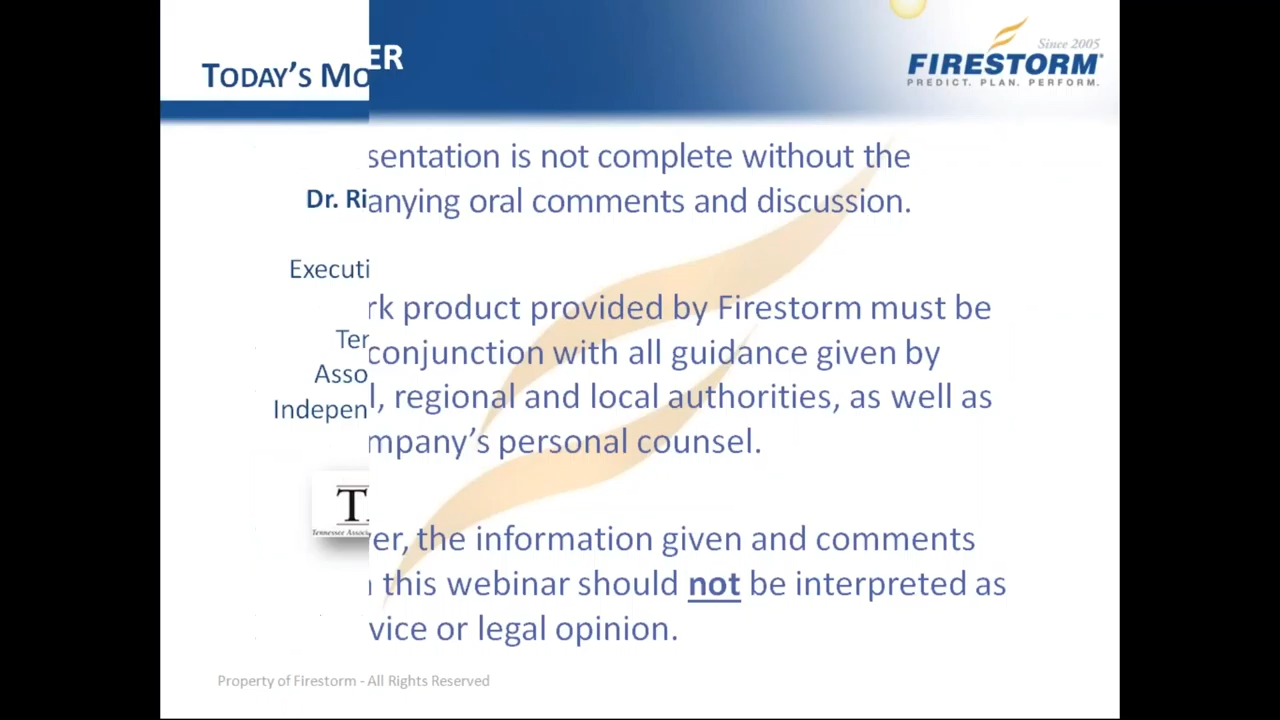 TODAY'S MO
ER
Since 2005
FIRESTORM
PREDICT. PLAN. PERFORM.
sentation is not complete without the
Dr. Ri
anying oral comments and discussion.
Executi
rk product provided by Firestorm must be
Ter
conjunction with all guidance given by
Asso
l, regional and local authorities, as well as
Indepen
mpany's personal counsel.
T
Tennessee Associ
er, the information given and comments
this webinar should not be interpreted as
vice or legal opinion.
Property of Firestorm - All Rights Reserved